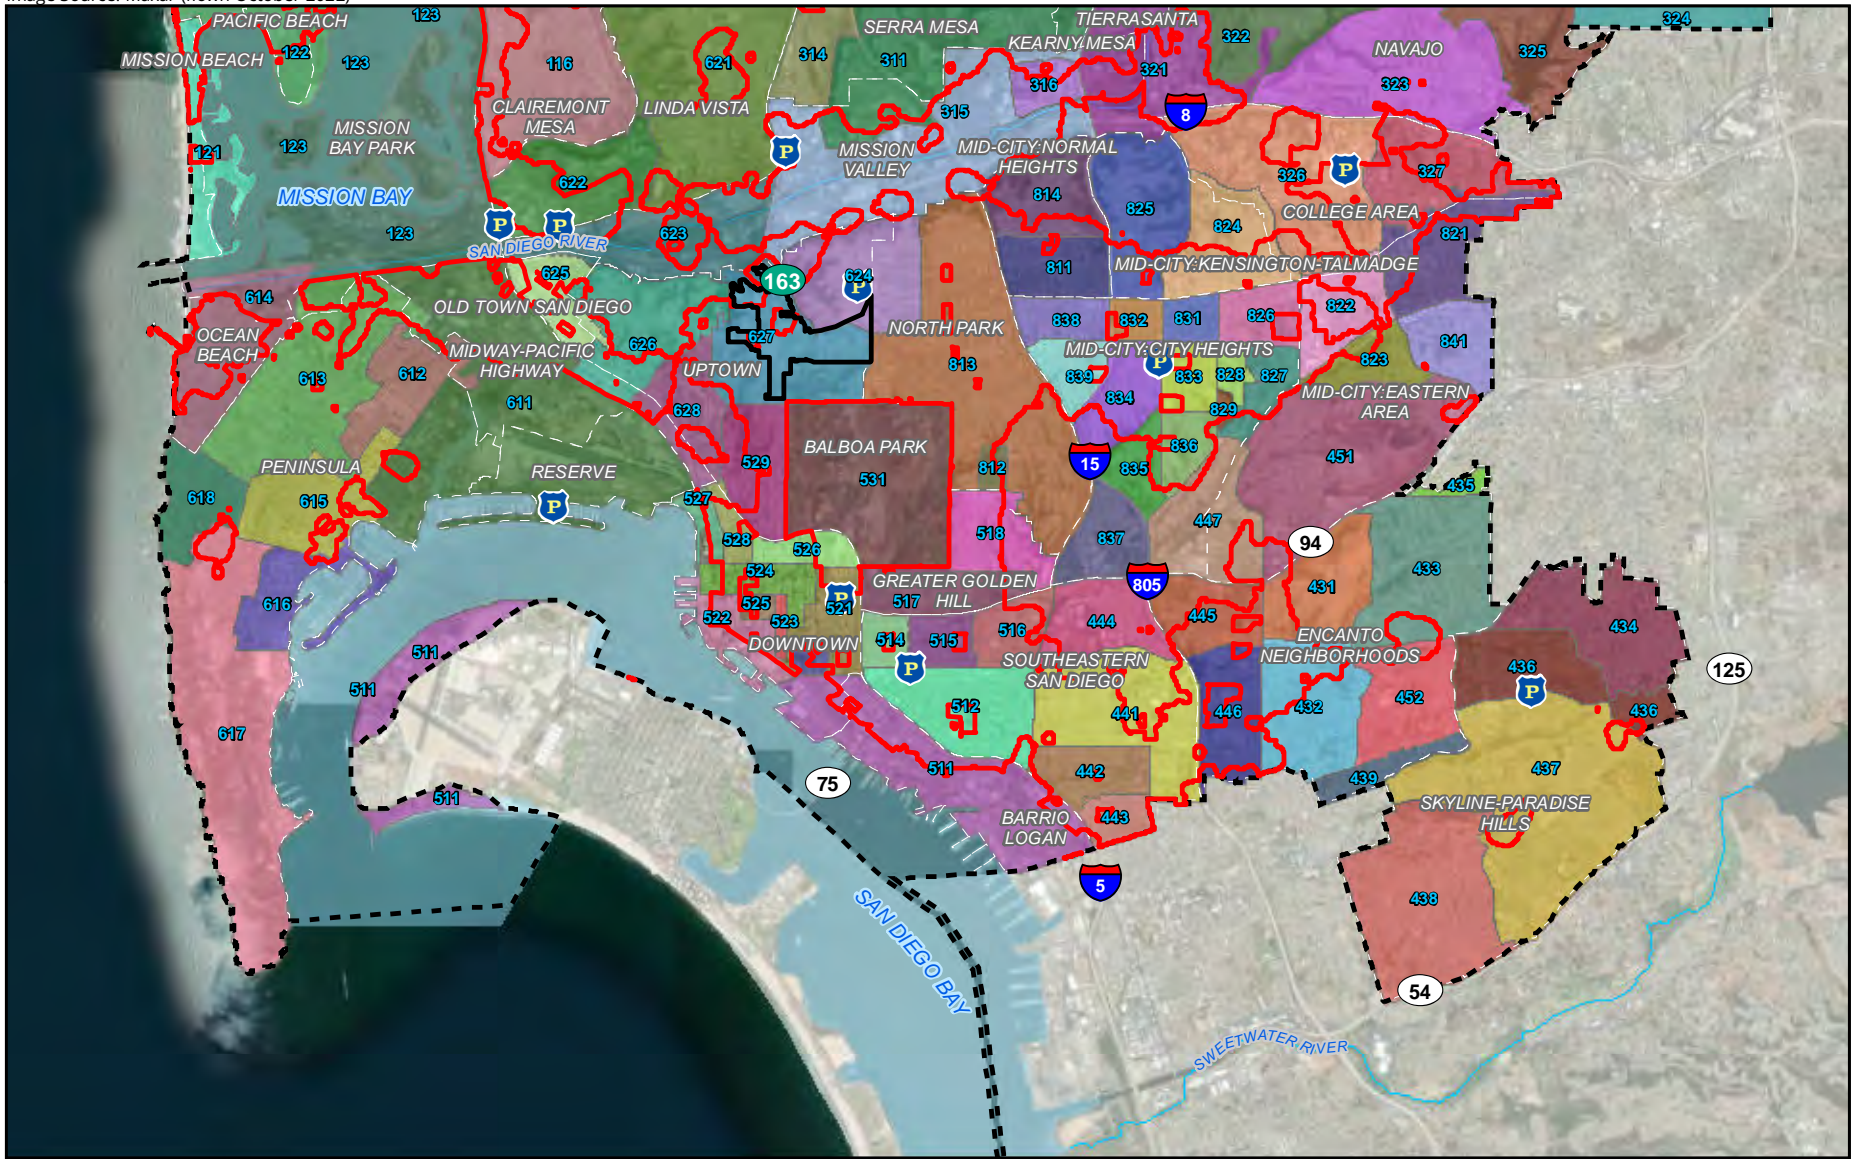 PACIFIC BEACH
123
SERRA MESA
TIERRASANTA
324
MISSION BEACH
122
123
116
621
314
311
KEARNY MESA
322
NAVAJO
325
316
321
323
CLAIREMONT
MESA
LINDA VISTA
315
8
MISSION
BAY PARK
123
121
P
MISSION
VALLEY
MID-CITY:NORMAL
HEIGHTS
326
P
327
622
814
825
MISSION BAY
COLLEGE AREA
824
P
P
123
623
821
SAN DIEGO RIVER
625
163
624
P
811
MID-CITY:KENSINGTON-TALMADGE
614
OLD TOWN SAN DIEGO
822
OCEAN
BEACH
626
627
NORTH PARK
838
832
831
826
841
MIDWAY-PACIFIC
HIGHWAY
UPTOWN
813
MID-CITY:CITY HEIGHTS
P
823
613
612
839
833
828
827
611
628
834
829
MID-CITY:EASTERN
AREA
PENINSULA
RESERVE
529
BALBOA PARK
531
812
15
835
836
451
618
615
P
527
435
528
526
518
837
447
94
524
GREATER GOLDEN
HILL
805
431
433
616
522
525
523
P
521
517
DOWNTOWN
514
515
516
444
445
ENCANTO
NEIGHBORHOODS
434
511
P
SOUTHEASTERN
SAN DIEGO
436
P
125
511
512
441
446
432
452
436
617
511
75
442
439
437
511
BARRIO
LOGAN
443
SKYLINE-PARADISE
HILLS
5
438
SAN DIEGO BAY
54
SWEETWATER RIVER